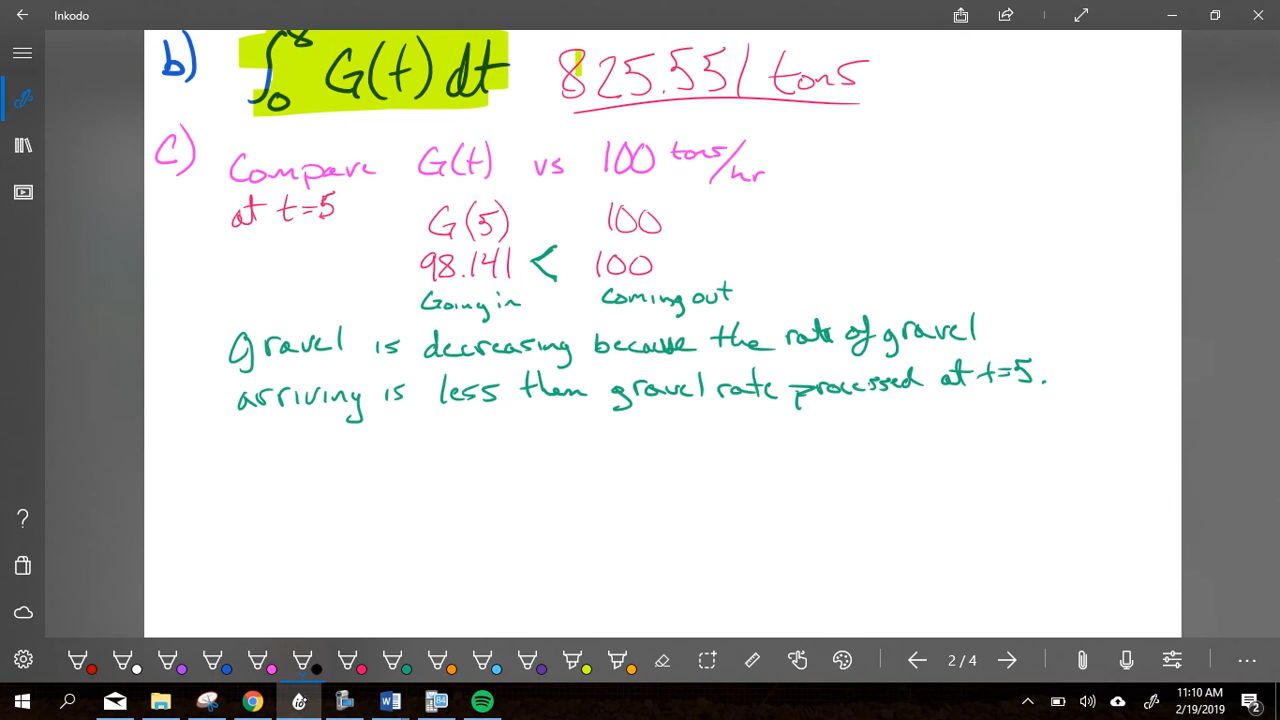 Inkodo
b) ∫₀⁸ G(t) dt 825.551 tons
c) Compare G(t) vs 100 tons/hr
at t=5 G(5) 100
98.141 < 100
Going in Coming out
Gravel is decreasing because the rate of gravel
arriving is less then gravel rate processed at t=5.
2 / 4
11:10 AM
2/19/2019
2